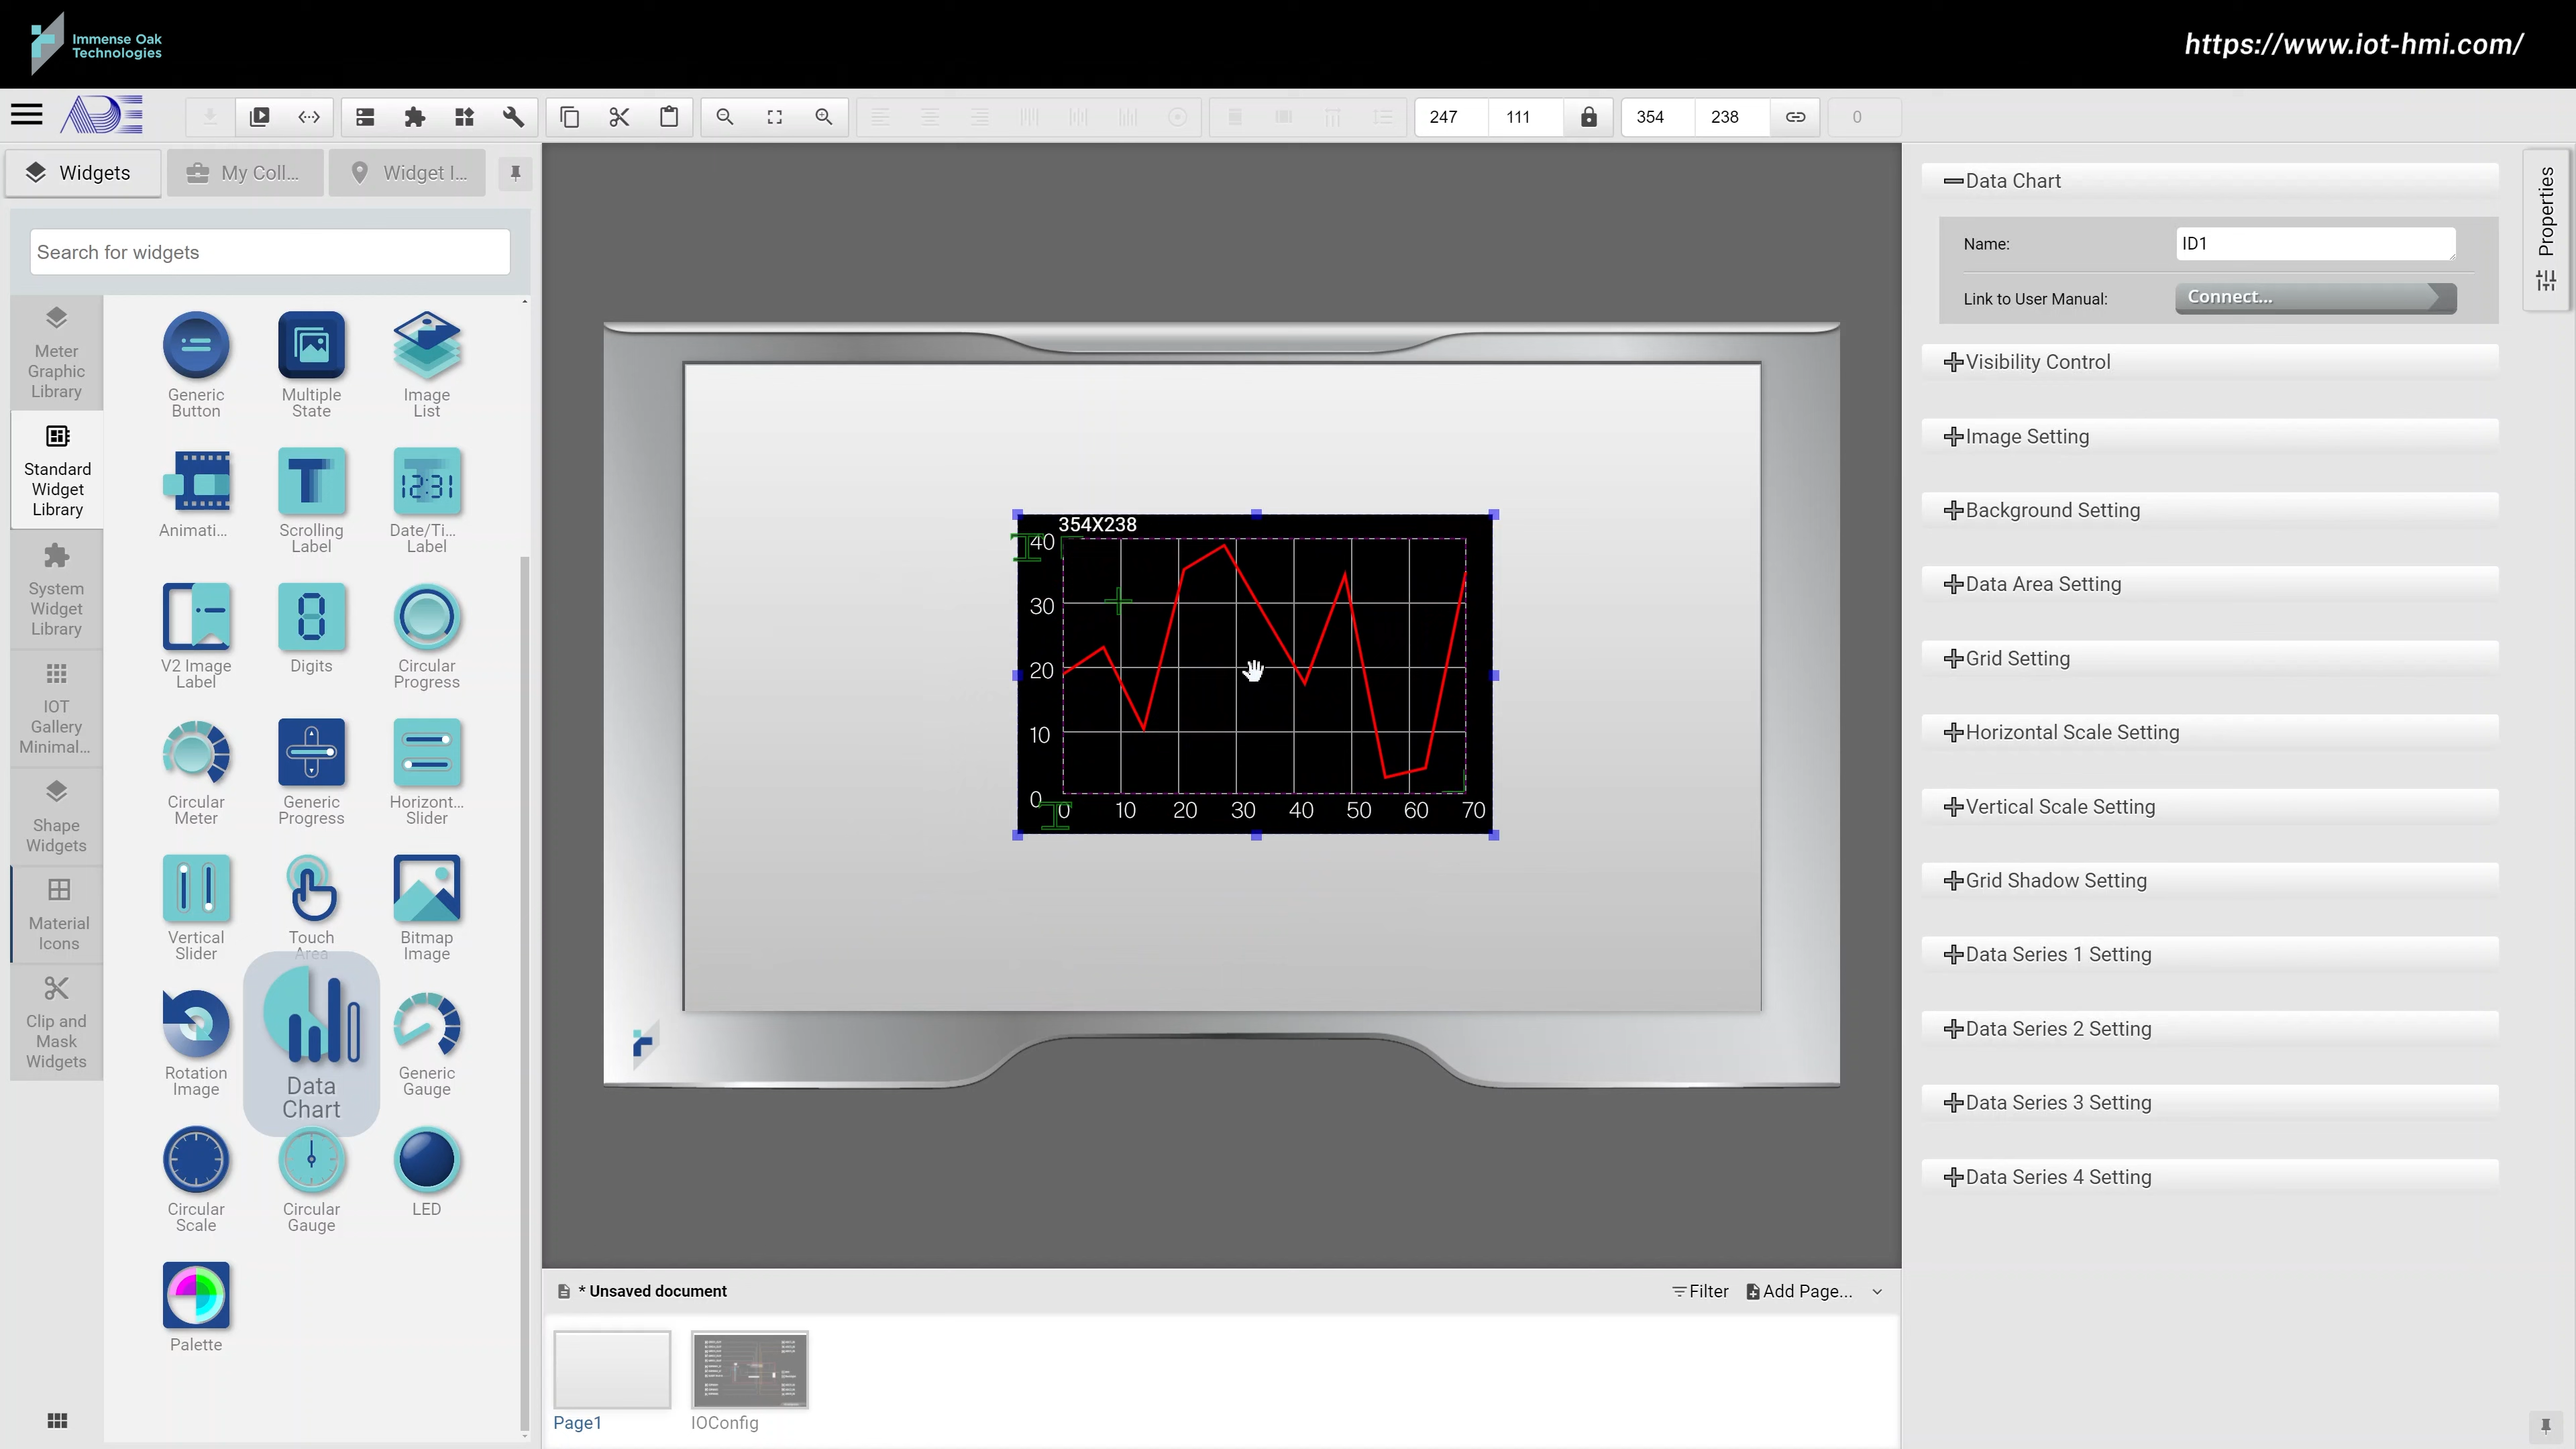 Immense Oak
Technologies
https://www.iot-hmi.com/
ADE
247
111
354
238
0
Widgets
My Coll...
Widget I...
Search for widgets
Meter
Graphic
Library
Standard
Widget
Library
System
Widget
Library
IOT
Gallery
Minimal...
Shape
Widgets
Material
Icons
Clip and
Mask
Widgets
Generic
Button
Multiple
State
Image
List
Animati...
Scrolling
Label
12:31
Date/Ti...
Label
V2 Image
Label
Digits
Circular
Progress
Circular
Meter
Generic
Progress
Horizont...
Slider
Vertical
Slider
Touch
Area
Bitmap
Image
Rotation
Image
Data
Chart
Generic
Gauge
Circular
Scale
Circular
Gauge
LED
Palette
354X238
40
30
20
10
0
0 10 20 30 40 50 60 70
* Unsaved document
Filter
Add Page...
Page1
IOConfig
Data Chart
Name:
ID1
Link to User Manual:
Connect...
Visibility Control
Image Setting
Background Setting
Data Area Setting
Grid Setting
Horizontal Scale Setting
Vertical Scale Setting
Grid Shadow Setting
Data Series 1 Setting
Data Series 2 Setting
Data Series 3 Setting
Data Series 4 Setting
Properties